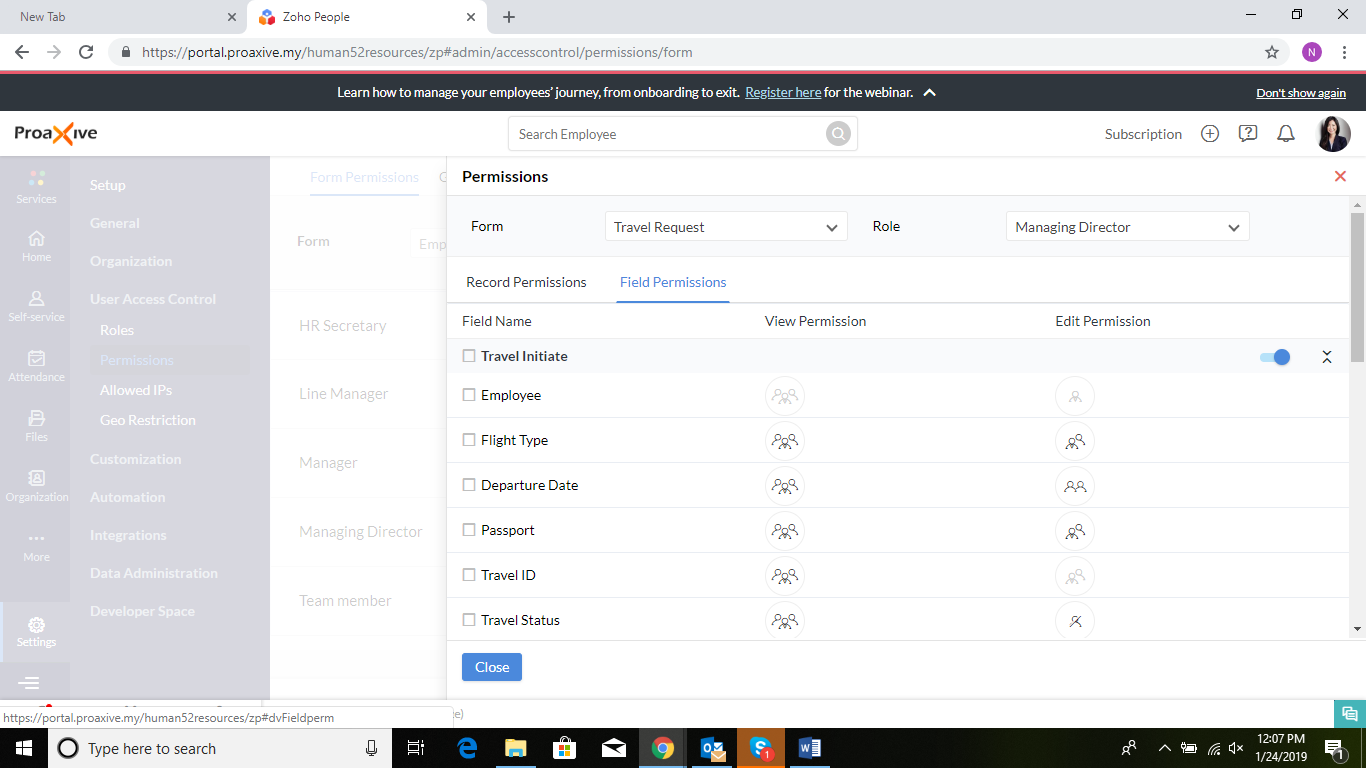 New Tab
Zoho People
https://portal.proaxive.my/human52resources/zp#admin/accesscontrol/permissions/form
N
Learn how to manage your employees' journey, from onboarding to exit. Register here for the webinar.
Don't show again
ProaXive
Search Employee
Subscription
Services
Home
Self-service
Attendance
Files
Organization
More
Settings
Setup
General
Organization
User Access Control
Roles
Permissions
Allowed IPs
Geo Restriction
Customization
Automation
Integrations
Data Administration
Developer Space
Form Permissions
Form
Emp
HR Secretary
Line Manager
Manager
Managing Director
Team member
Permissions
Form
Travel Request
Role
Managing Director
Record Permissions
Field Permissions
Field Name
View Permission
Edit Permission
Travel Initiate
Employee
Flight Type
Departure Date
Passport
Travel ID
Travel Status
Close
https://portal.proaxive.my/human52resources/zp#dvFieldperm
Type here to search
1
12:07 PM
1/24/2019
1